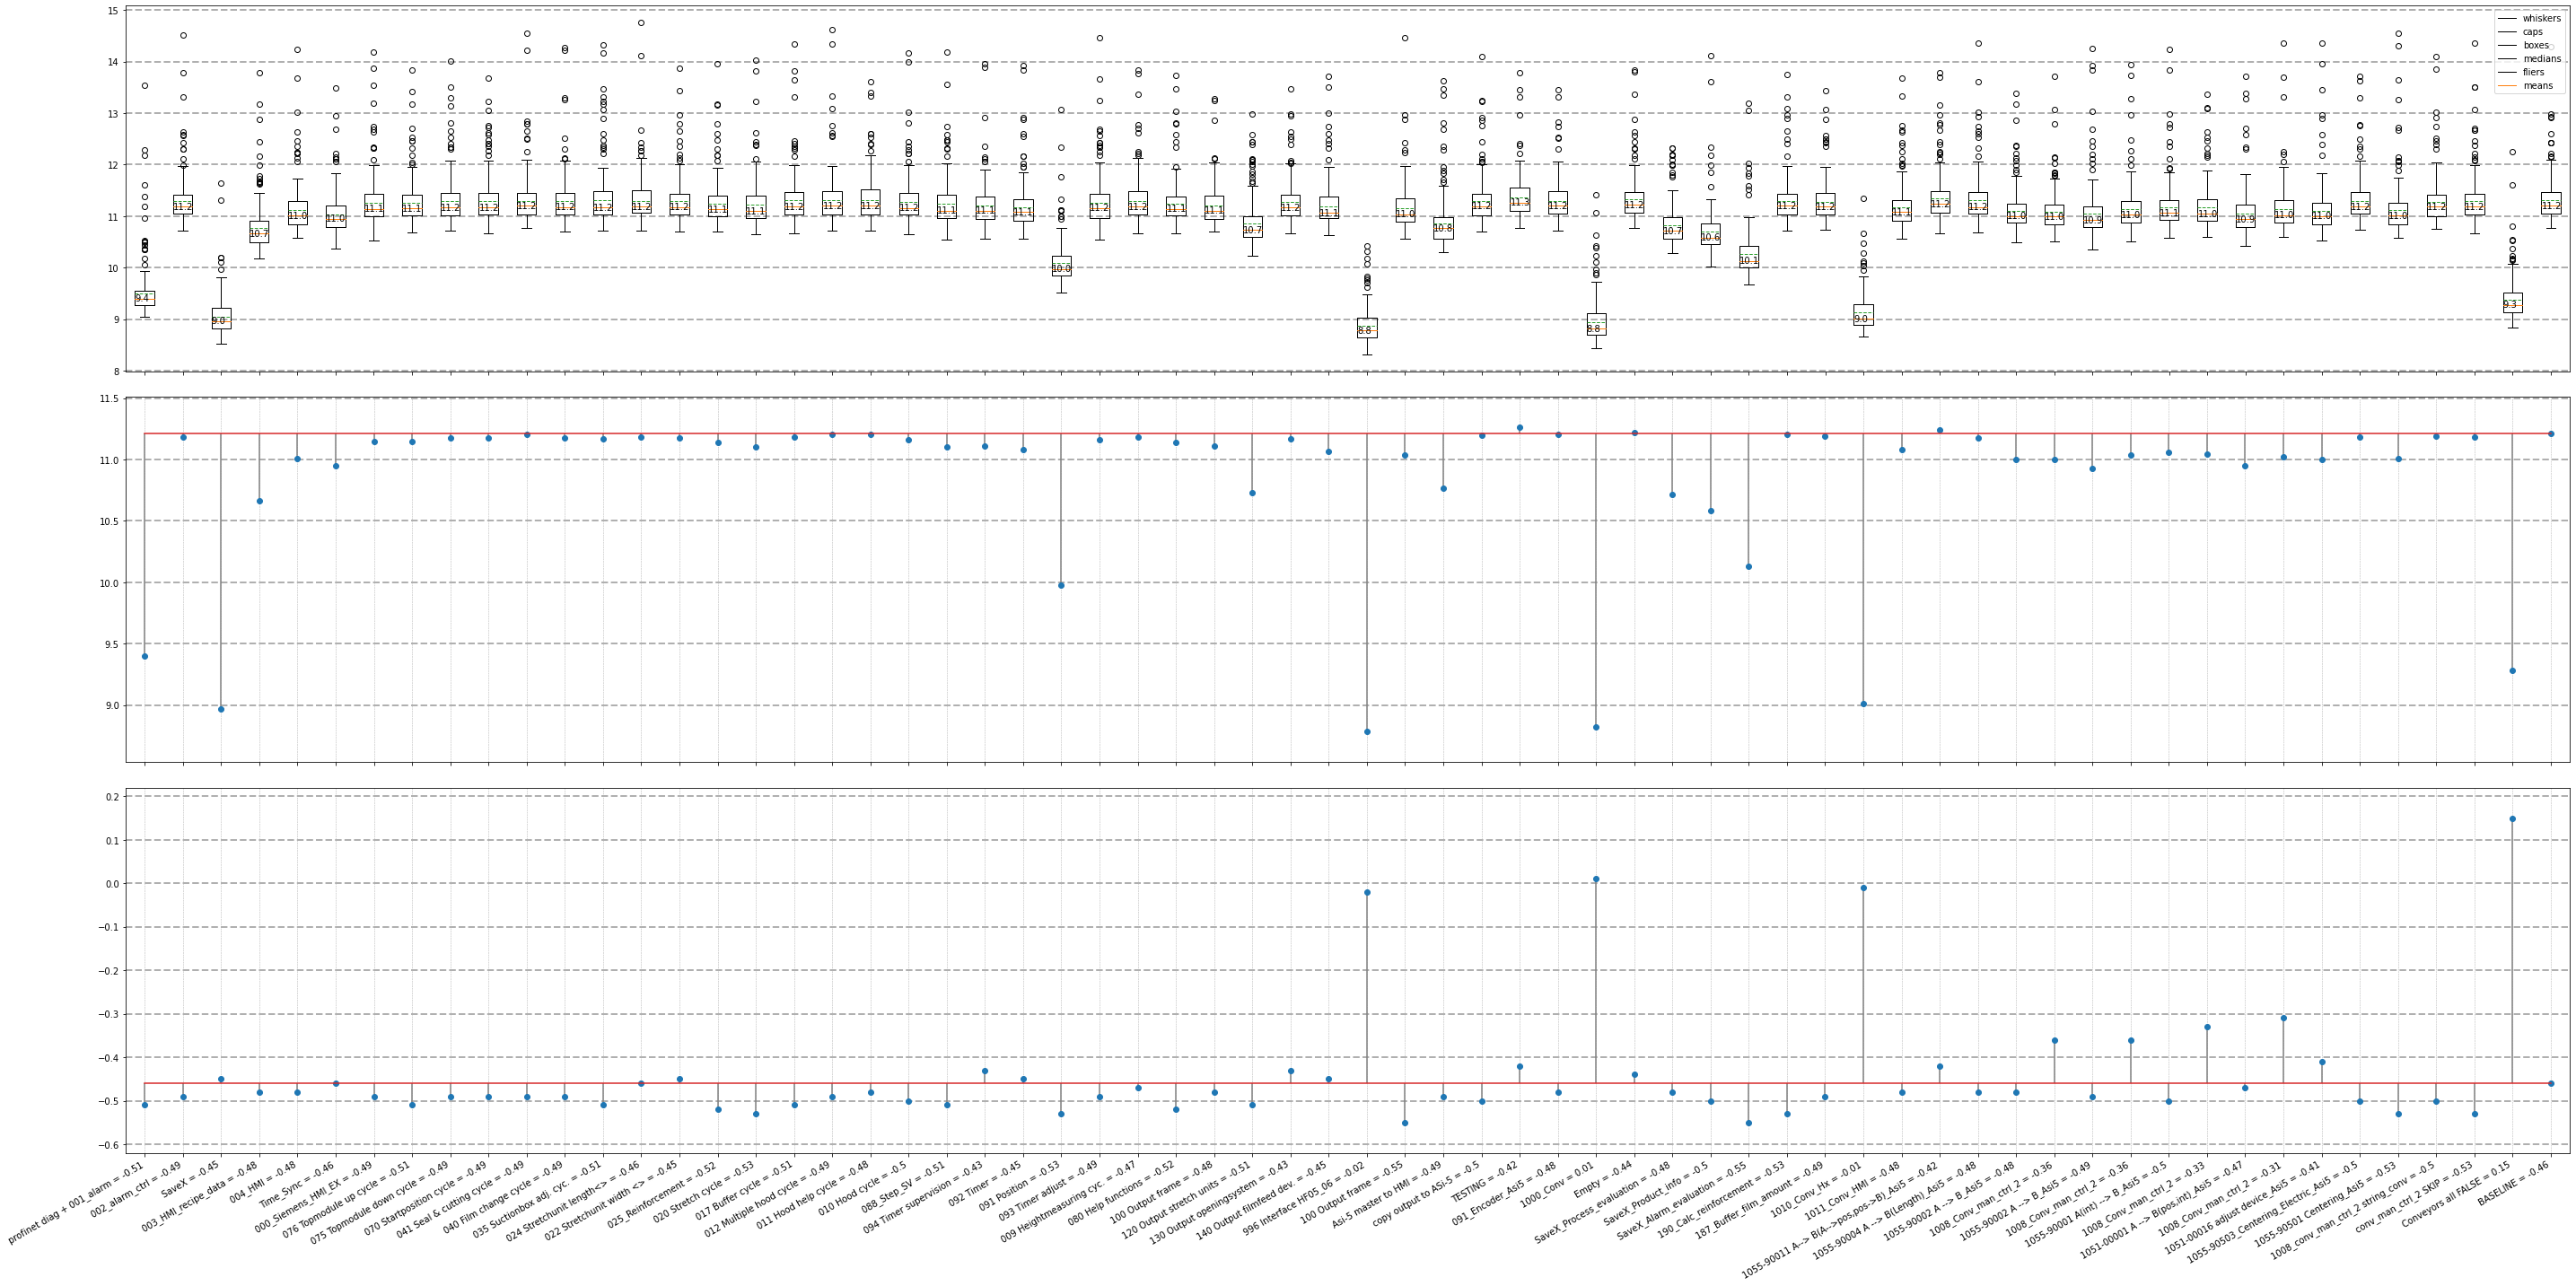 15
14
13
12
11
10
9
8
whiskers
caps
boxes
medians
fliers
means
9.4
11.2
9.0
10.7
11.0
11.0
11.1
11.1
11.2
11.2
11.2
11.2
11.2
11.2
11.2
11.1
11.1
11.2
11.2
11.2
11.2
11.1
11.1
11.1
10.0
11.2
11.2
11.1
11.1
10.7
11.2
11.1
8.8
11.0
10.8
11.2
11.3
11.2
8.8
11.2
10.7
10.6
10.1
11.2
11.2
9.0
11.1
11.2
11.2
11.0
11.0
10.9
11.0
11.1
11.0
10.9
11.0
11.0
11.2
11.0
11.2
11.2
9.3
11.2
11.5
11.0
10.5
10.0
9.5
9.0
0.2
0.1
0.0
−0.1
−0.2
−0.3
−0.4
−0.5
−0.6
profinet diag + 001_alarm = -0.51
002_alarm_ctrl = -0.49
SaveX = -0.45
003_HMI_recipe_data = -0.48
004_HMI = -0.48
Time_Sync = -0.46
000_Siemens_HMI_EX = -0.49
076 Topmodule up cycle = -0.51
075 Topmodule down cycle = -0.49
070 Startposition cycle = -0.49
041 Seal & cutting cycle = -0.49
040 Film change cycle = -0.49
035 Suctionbox adj. cyc. = -0.51
024 Stretchunit length<> = -0.46
022 Stretchunit width <> = -0.45
025_Reinforcement = -0.52
020 Stretch cycle = -0.53
017 Buffer cycle = -0.51
012 Multiple hood cycle = -0.49
011 Hood help cycle = -0.48
010 Hood cycle = -0.5
088_Step_SV = -0.51
094 Timer supervision = -0.43
092 Timer = -0.45
091 Position = -0.53
093 Timer adjust = -0.49
009 Heightmeasuring cyc. = -0.47
080 Help functions = -0.52
100 Output frame = -0.48
120 Output stretch units = -0.51
130 Output openingsystem = -0.43
140 Output filmfeed dev. = -0.45
996 Interface HF05_06 = -0.02
100 Output frame = -0.55
Asi-5 master to HMI = -0.49
copy output to ASi-5 = -0.5
TESTING = -0.42
091_Encoder_Asi5 = -0.48
1000_Conv = 0.01
Empty = -0.44
SaveX_Process_evaluation = -0.48
SaveX_Product_info = -0.5
SaveX_Alarm_evaluation = -0.55
190_Calc_reinforcement = -0.53
187_Buffer_film_amount = -0.49
1010_Conv_Hx = -0.01
1011_Conv_HMI = -0.48
1055-90011 A--> B(A-->pos.pos->B)_Asi5 = -0.42
1055-90004 A --> B(Length)_Asi5 = -0.48
1055-90002 A --> B_Asi5 = -0.48
1008_Conv_man_ctrl_2 = -0.36
1055-90002 A --> B_Asi5 = -0.49
1008_Conv_man_ctrl_2 = -0.36
1055-90001 A(int) --> B_Asi5 = -0.5
1008_Conv_man_ctrl_2 = -0.33
1051-00001 A --> B(pos.int)_Asi5 = -0.47
1008_Conv_man_ctrl_2 = -0.31
1051-00016 adjust device_Asi5 = -0.41
1055-90503_Centering_Electric_Asi5 = -0.5
1055-90501 Centering_Asi5 = -0.53
1008_conv_man_ctrl_2 string_conv = -0.5
conv_man_ctrl_2 SKIP = -0.53
Conveyors all FALSE = 0.15
BASELINE = -0.46